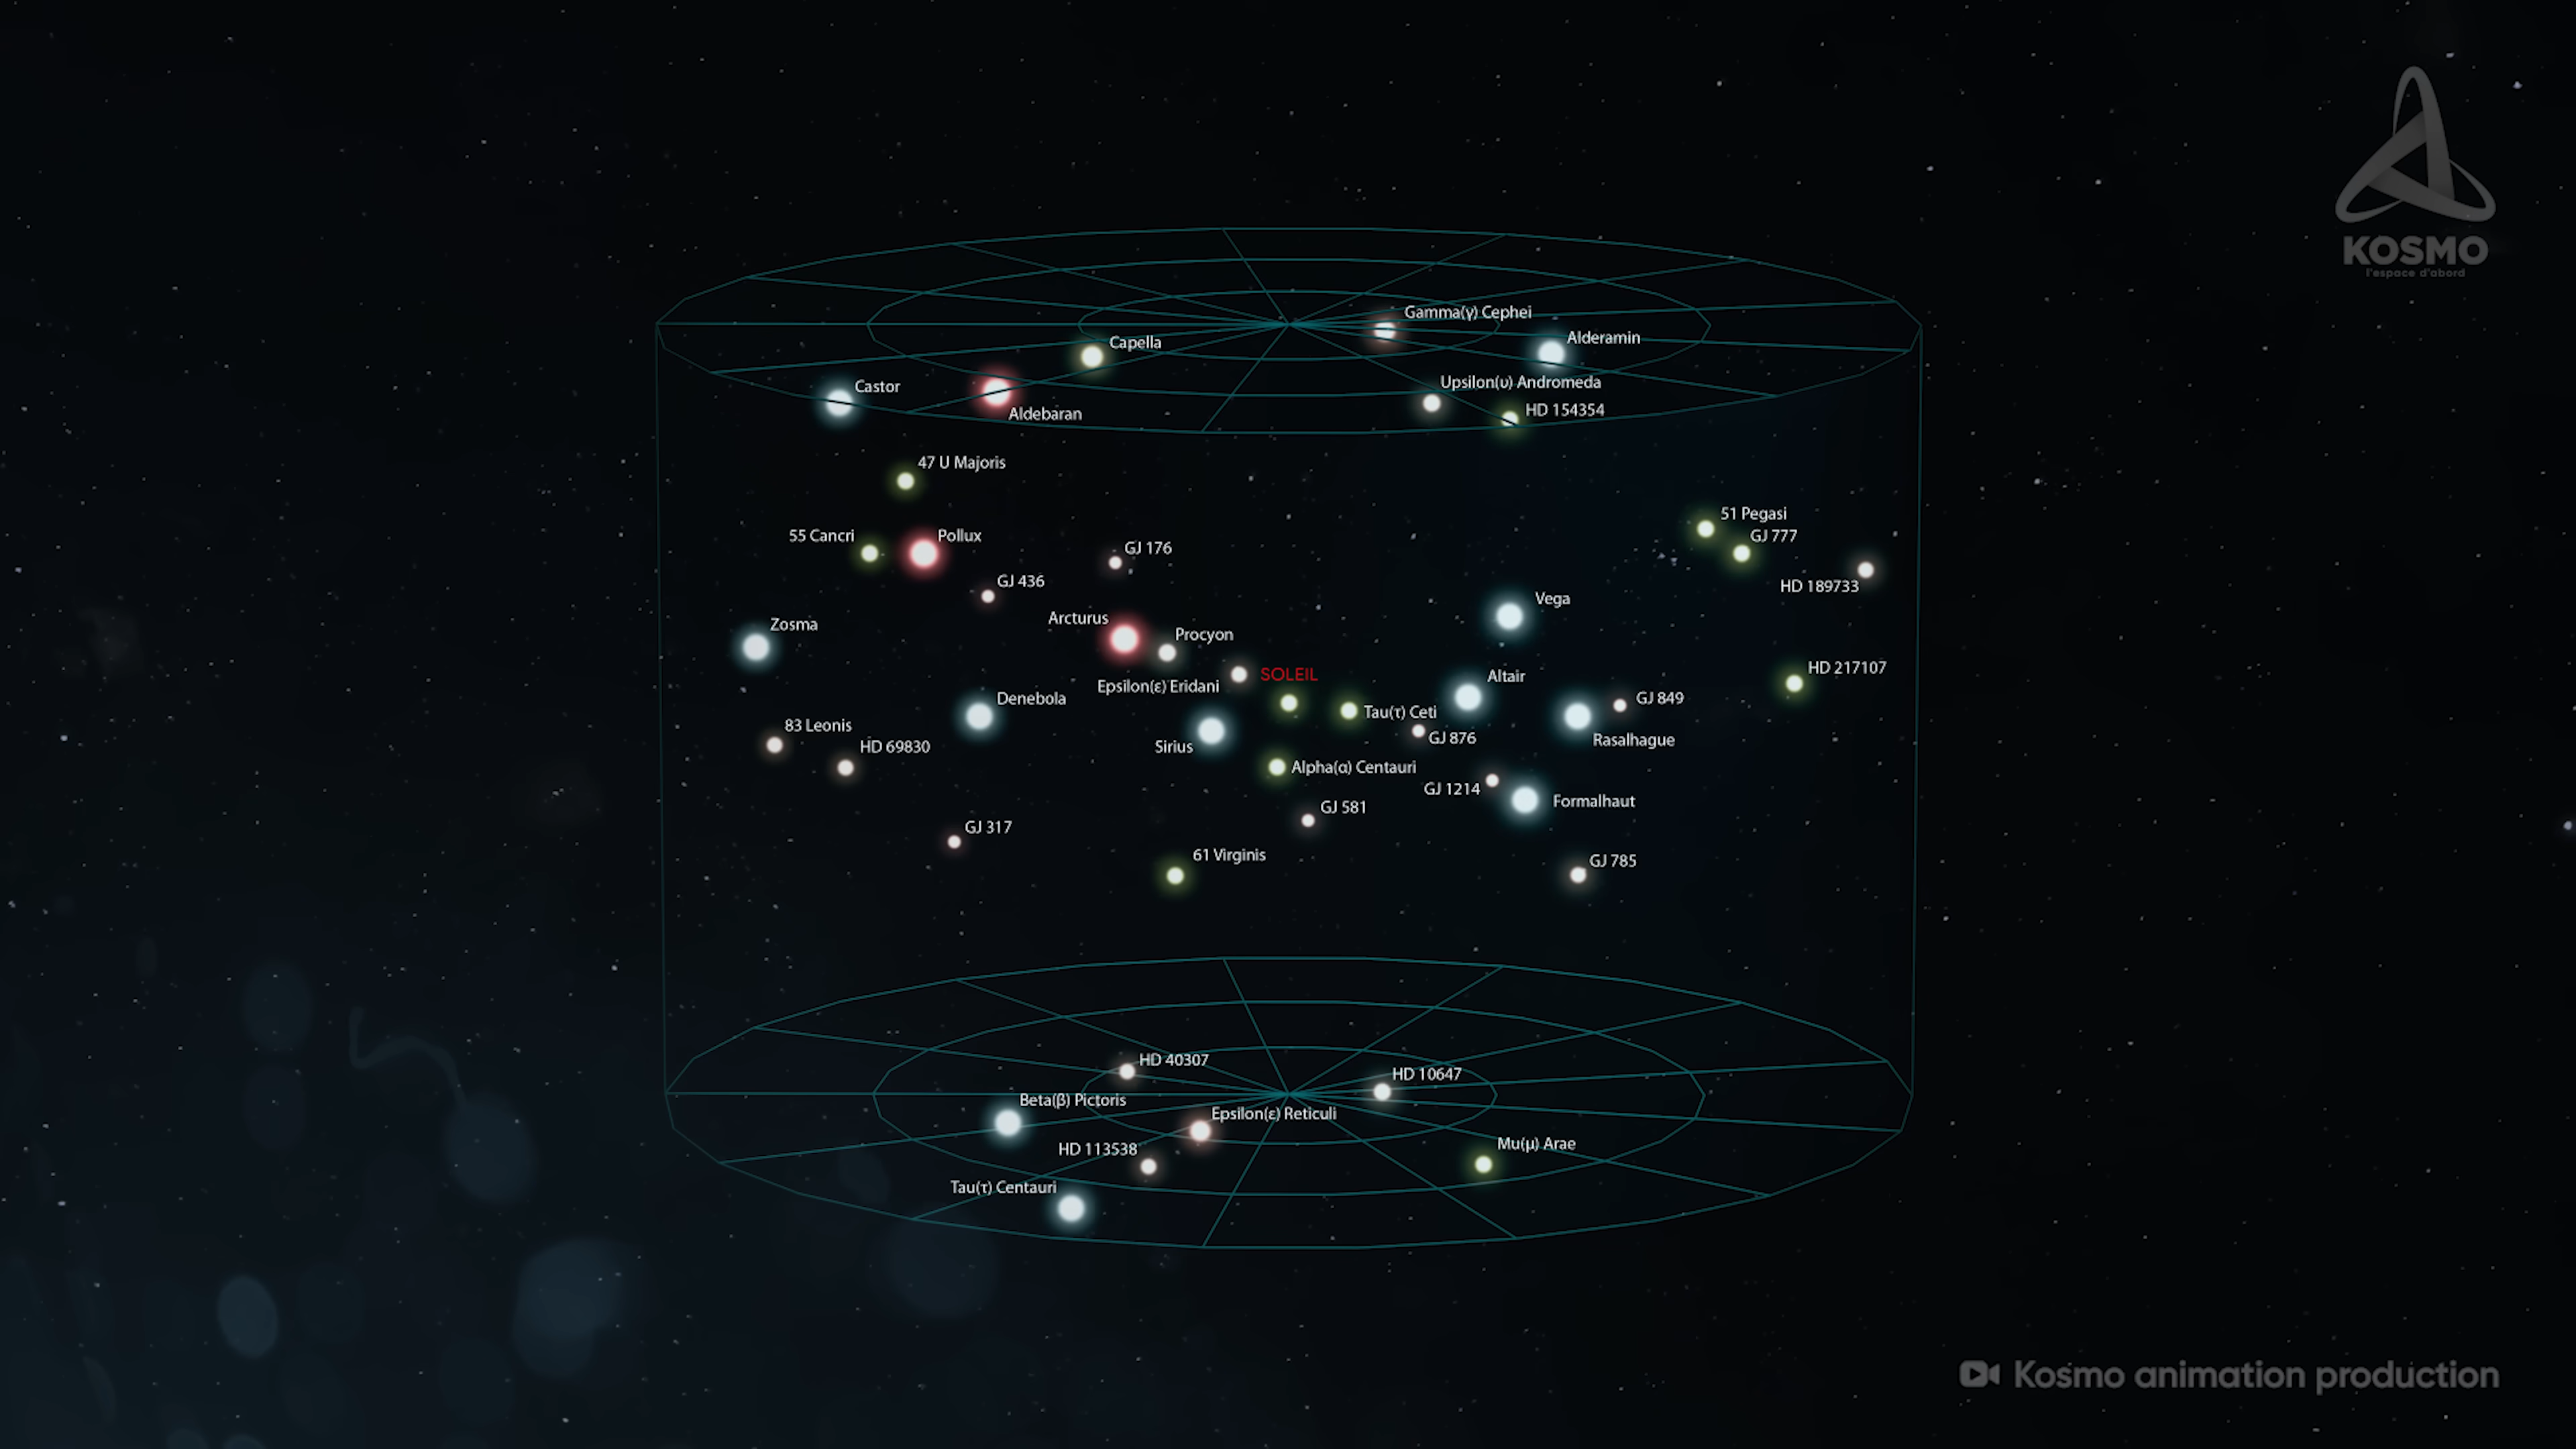 KOSMO
l'espace d'abord
Gamma(γ) Cephei
Alderamin
Capella
Castor
Upsilon(υ) Andromeda
Aldebaran
HD 154354
47 U Majoris
51 Pegasi
55 Cancri
Pollux
GJ 777
GJ 176
GJ 436
HD 189733
Vega
Arcturus
Zosma
Procyon
HD 217107
SOLEIL
Altair
Epsilon(ε) Eridani
Denebola
GJ 849
Tau(τ) Ceti
83 Leonis
GJ 876
Rasalhague
HD 69830
Sirius
Alpha(α) Centauri
GJ 1214
Formalhaut
GJ 581
GJ 317
61 Virginis
GJ 785
HD 40307
HD 10647
Beta(β) Pictoris
Epsilon(ε) Reticuli
Mu(μ) Arae
HD 113538
Tau(τ) Centauri
Kosmo animation production